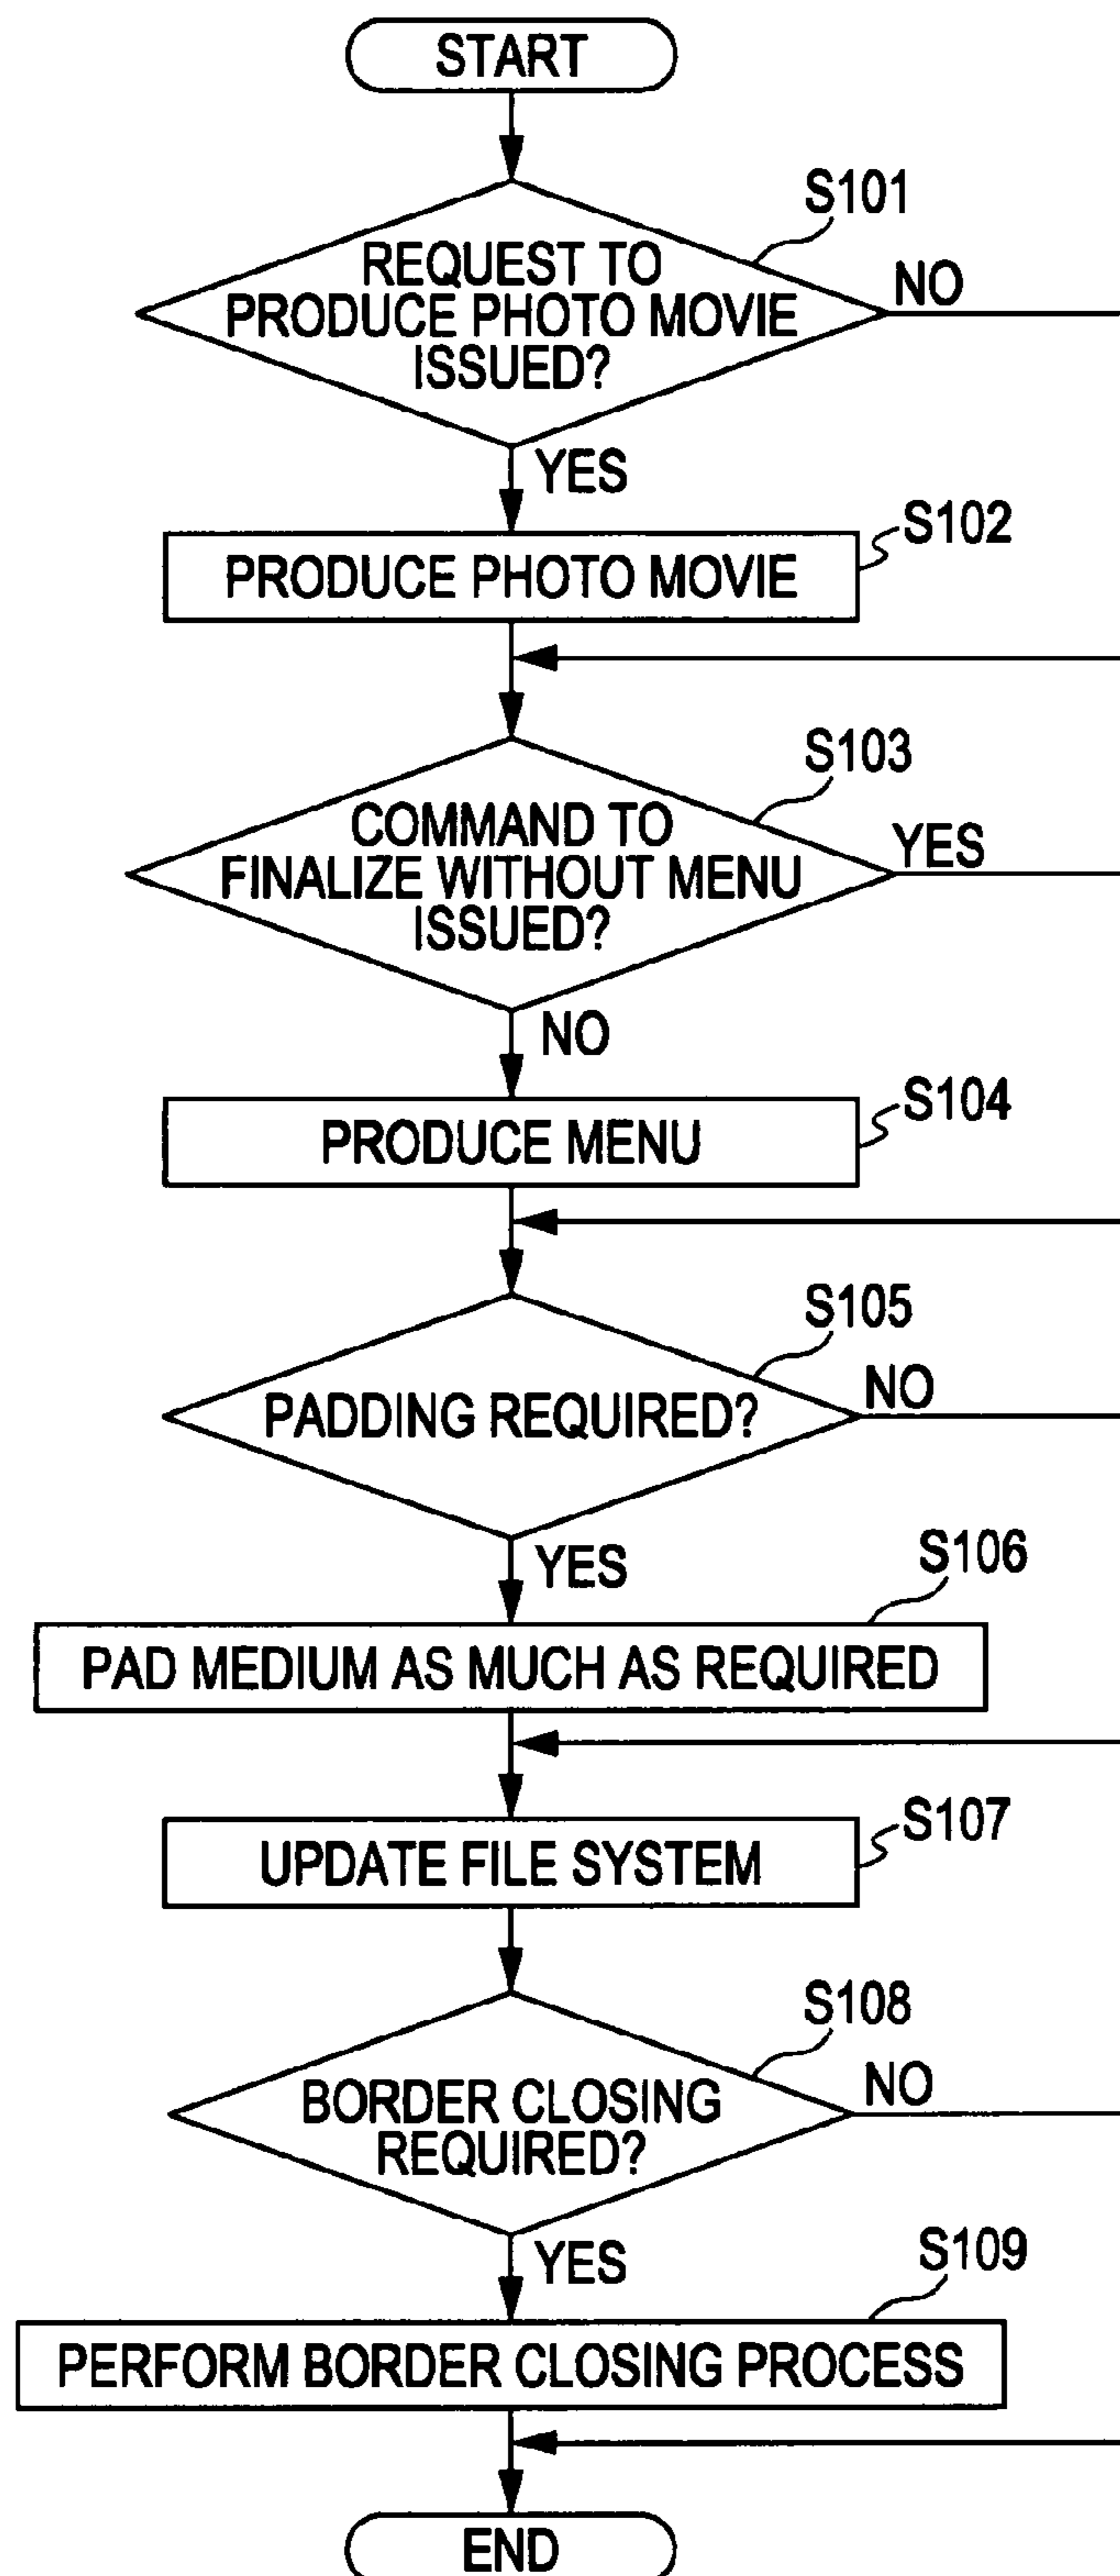 START
S101
REQUEST TO
PRODUCE PHOTO MOVIE
ISSUED?
NO
YES
S102
PRODUCE PHOTO MOVIE
S103
COMMAND TO
FINALIZE WITHOUT MENU
ISSUED?
YES
NO
S104
PRODUCE MENU
S105
PADDING REQUIRED?
NO
YES
S106
PAD MEDIUM AS MUCH AS REQUIRED
S107
UPDATE FILE SYSTEM
S108
BORDER CLOSING
REQUIRED?
NO
YES
S109
PERFORM BORDER CLOSING PROCESS
END